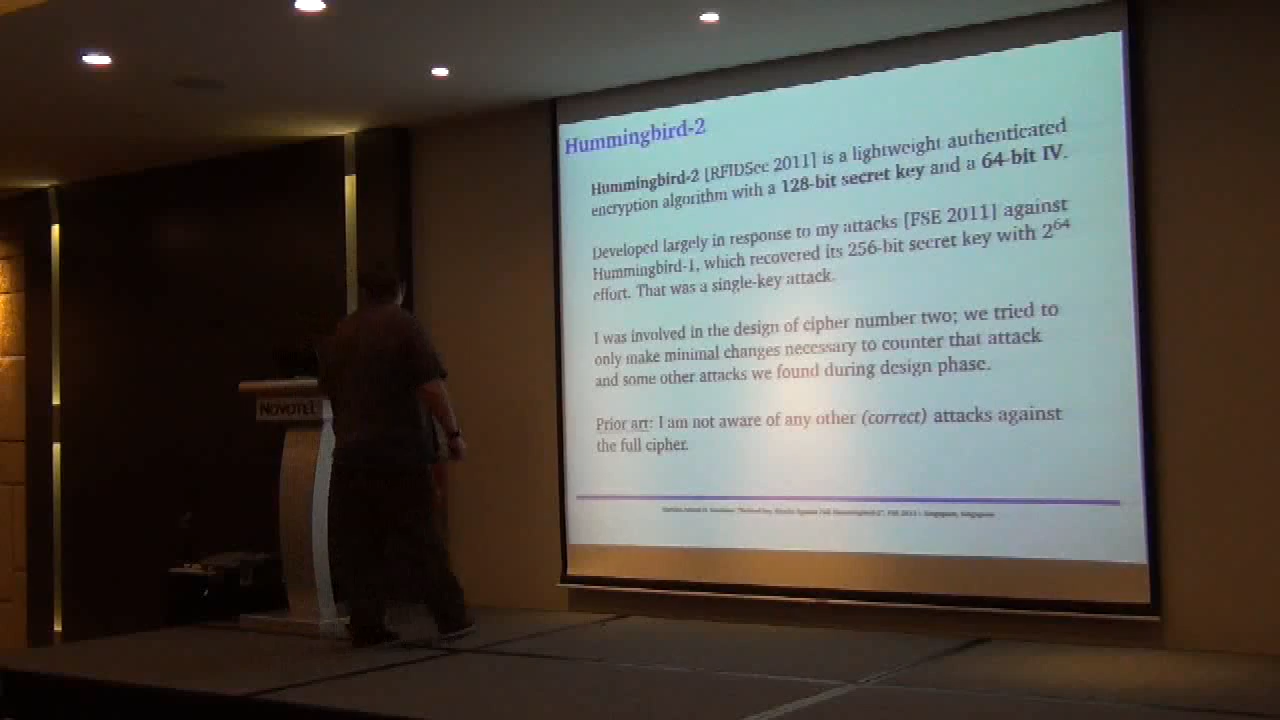 Hummingbird-2
Hummingbird-2 [RFIDSec 2011] is a lightweight authenticated
encryption algorithm with a 128-bit secret key and a 64-bit IV.
Developed largely in response to my attacks [FSE 2011] against
Hummingbird-1, which recovered its 256-bit secret key with 2⁶⁴
effort. That was a single-key attack.
I was involved in the design of cipher number two; we tried to
only make minimal changes necessary to counter that attack
and some other attacks we found during design phase.
Prior art: I am not aware of any other (correct) attacks against
the full cipher.
NOVOTEL